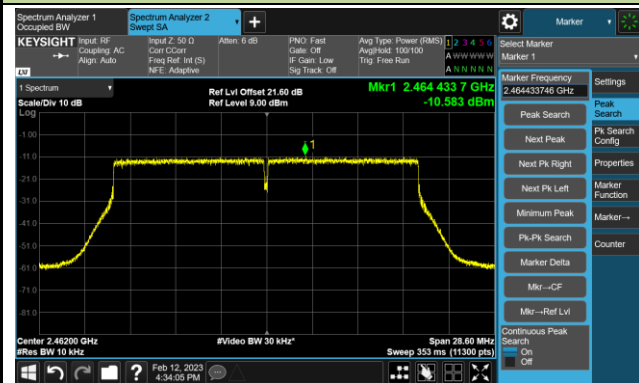 Spectrum Analyzer 1
Occupied BW
Spectrum Analyzer 2
Swept SA
+
Marker
KEYSIGHT
Input: RF
Coupling: AC
Align: Auto
Input Z: 50 Ω
Corr CCorr
Freq Ref: Int (S)
NFE: Adaptive
Atten: 6 dB
PNO: Fast
Gate: Off
IF Gain: Low
Sig Track: Off
Avg Type: Power (RMS)
Avg|Hold: 100/100
Trig: Free Run
1 2 3 4 5 6
A W W W W W
A N N N N N
LXI
Select Marker
Marker 1
1 Spectrum
Scale/Div 10 dB
Log
Ref Lvl Offset 21.60 dB
Ref Level 9.00 dBm
Mkr1 2.464 433 7 GHz
-10.583 dBm
1
-1.00
-11.0
-21.0
-31.0
-41.0
-51.0
-61.0
-71.0
-81.0
Center 2.46200 GHz
#Res BW 10 kHz
#Video BW 30 kHz*
Span 28.60 MHz
Sweep 353 ms (11300 pts)
Marker Frequency
2.464433746 GHz
Peak Search
Next Peak
Next Pk Right
Next Pk Left
Minimum Peak
Pk-Pk Search
Marker Delta
Mkr→CF
Mkr→Ref Lvl
Continuous Peak
Search
On
Off
Settings
Peak
Search
Pk Search
Config
Properties
Marker
Function
Marker→
Counter
?
Feb 12, 2023
4:34:05 PM